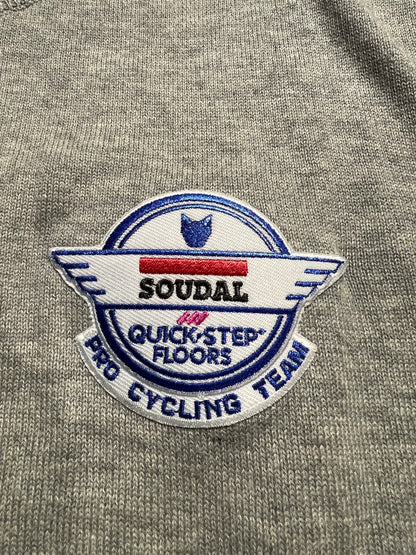 SOUDAL
QUICK-STEP
FLOORS
PRO CYCLING TEAM